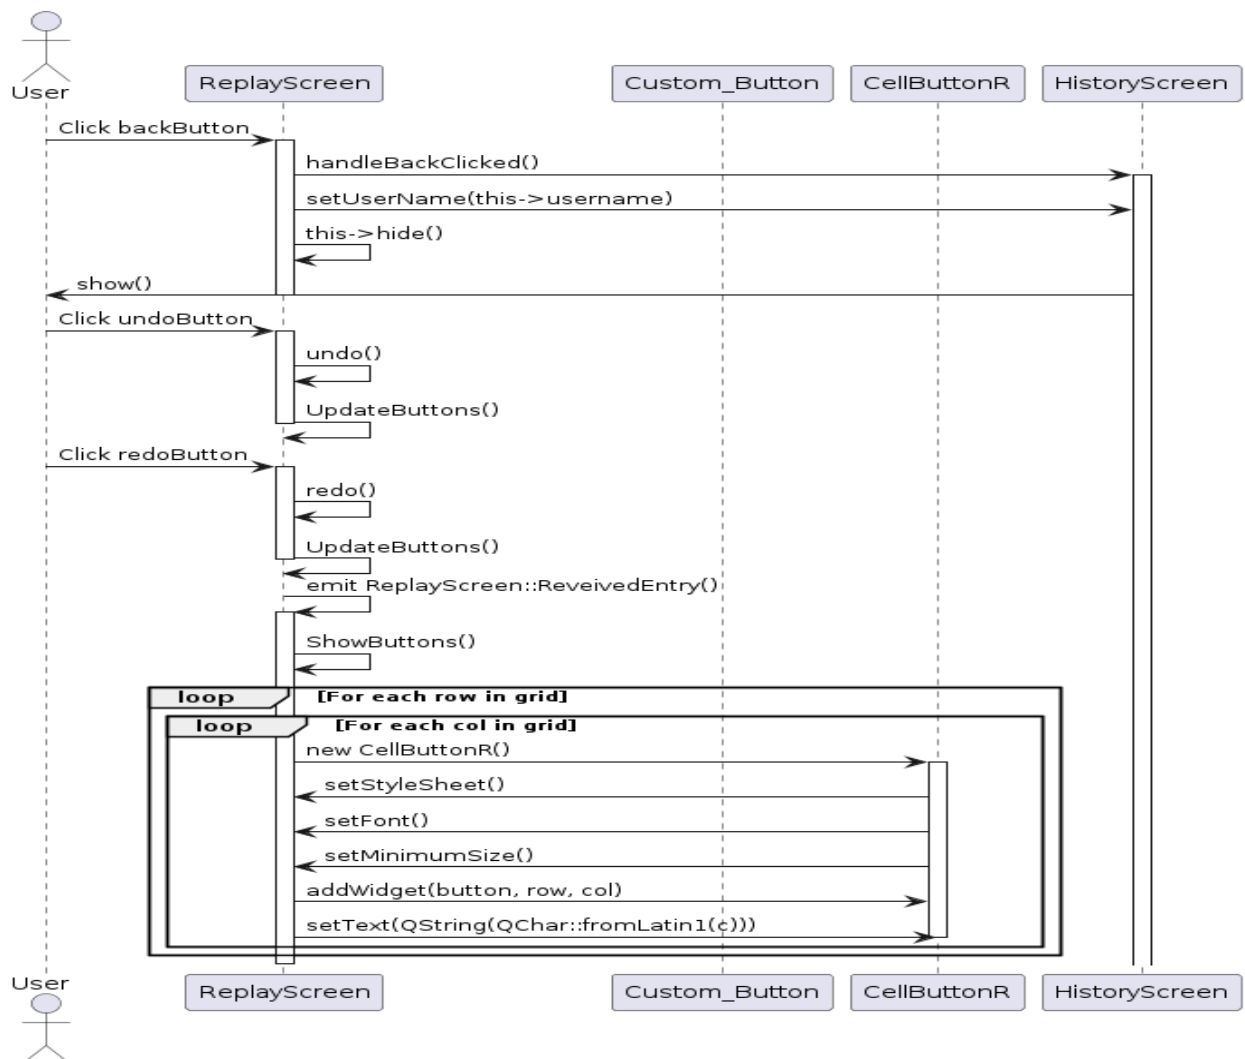 User
ReplayScreen
Custom_Button
CellButtonR
HistoryScreen
Click backButton
handleBackClicked()
setUserName(this->username)
this->hide()
show()
Click undoButton
undo()
UpdateButtons()
Click redoButton
redo()
UpdateButtons()
emit ReplayScreen::ReveivedEntry()
ShowButtons()
loop [For each row in grid]
loop [For each col in grid]
new CellButtonR()
setStyleSheet()
setFont()
setMinimumSize()
addWidget(button, row, col)
setText(QString(QChar::fromLatin1(c)))
User
ReplayScreen
Custom_Button
CellButtonR
HistoryScreen